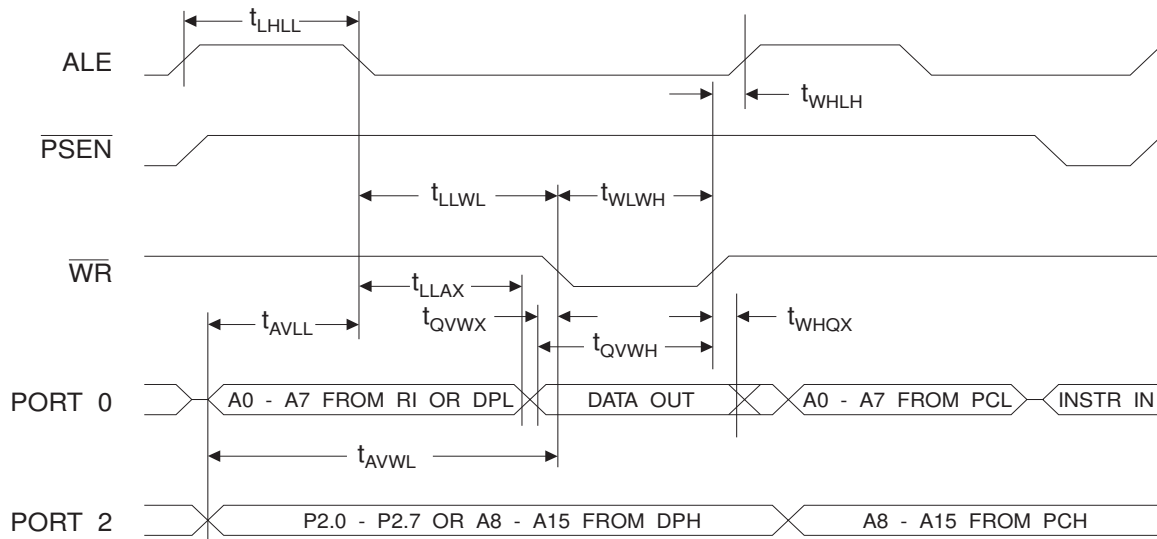 tLHLL
ALE
tWHLH
PSEN
tLLWL
tWLWH
WR
tLLAX
tAVLL
tQVWX
tWHQX
tQVWH
PORT 0
A0 - A7 FROM RI OR DPL
DATA OUT
A0 - A7 FROM PCL
INSTR IN
tAVWL
PORT 2
P2.0 - P2.7 OR A8 - A15 FROM DPH
A8 - A15 FROM PCH